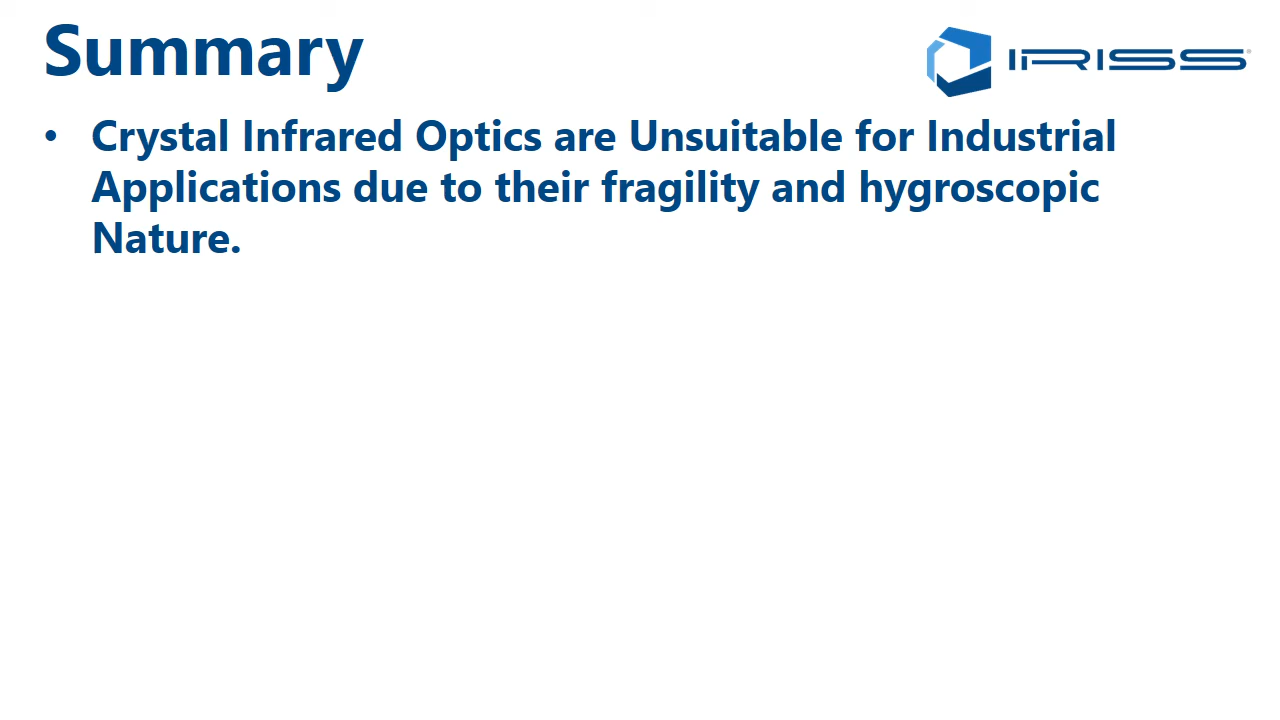 Summary
IRISS®
• Crystal Infrared Optics are Unsuitable for Industrial
Applications due to their fragility and hygroscopic
Nature.